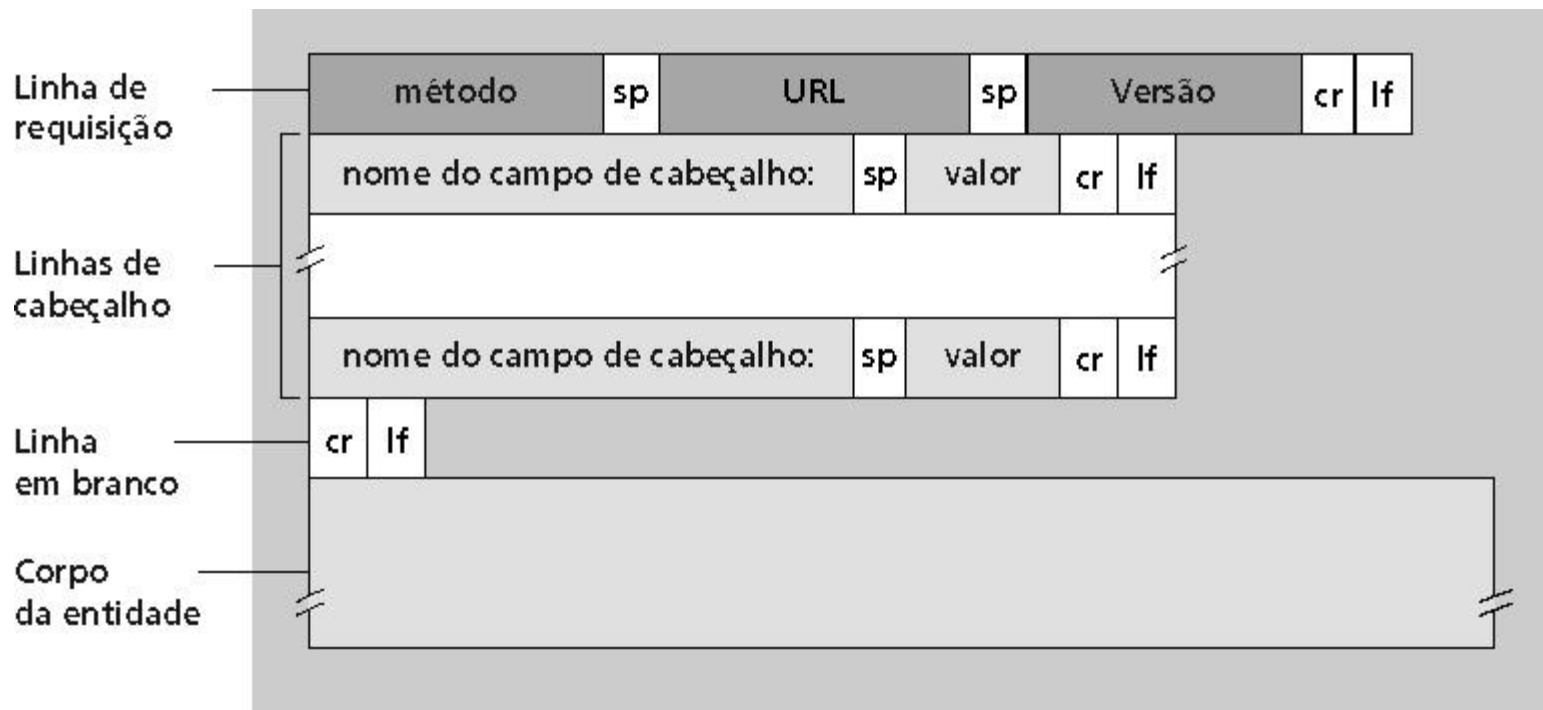 Linha de
requisição
método sp URL sp Versão cr lf
nome do campo de cabeçalho: sp valor cr lf
Linhas de
cabeçalho
nome do campo de cabeçalho: sp valor cr lf
Linha
em branco
cr lf
Corpo
da entidade